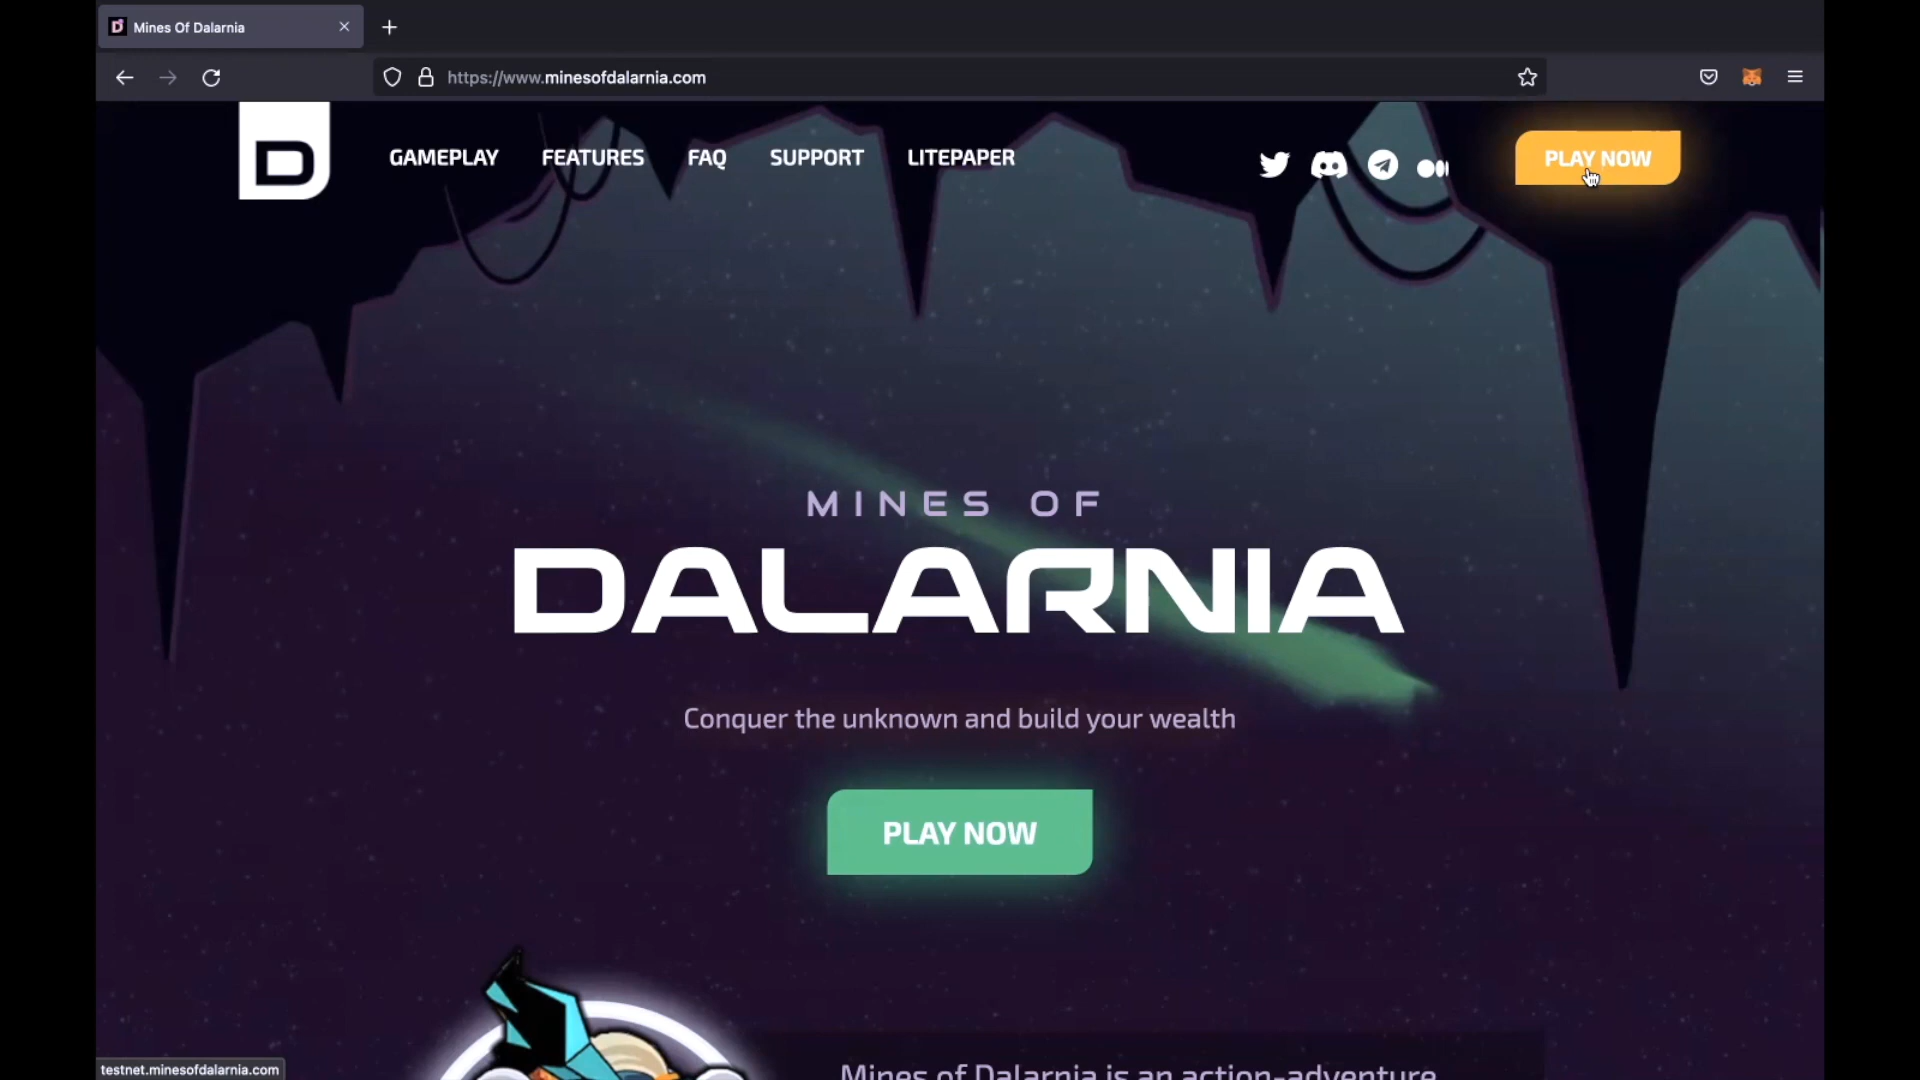 Mines Of Dalarnia
https://www.minesofdalarnia.com
D
GAMEPLAY FEATURES FAQ SUPPORT LITEPAPER
PLAY NOW
MINES OF
DALARNIA
Conquer the unknown and build your wealth
PLAY NOW
Mines of Dalarnia is an action-adventure
testnet.minesofdalarnia.com